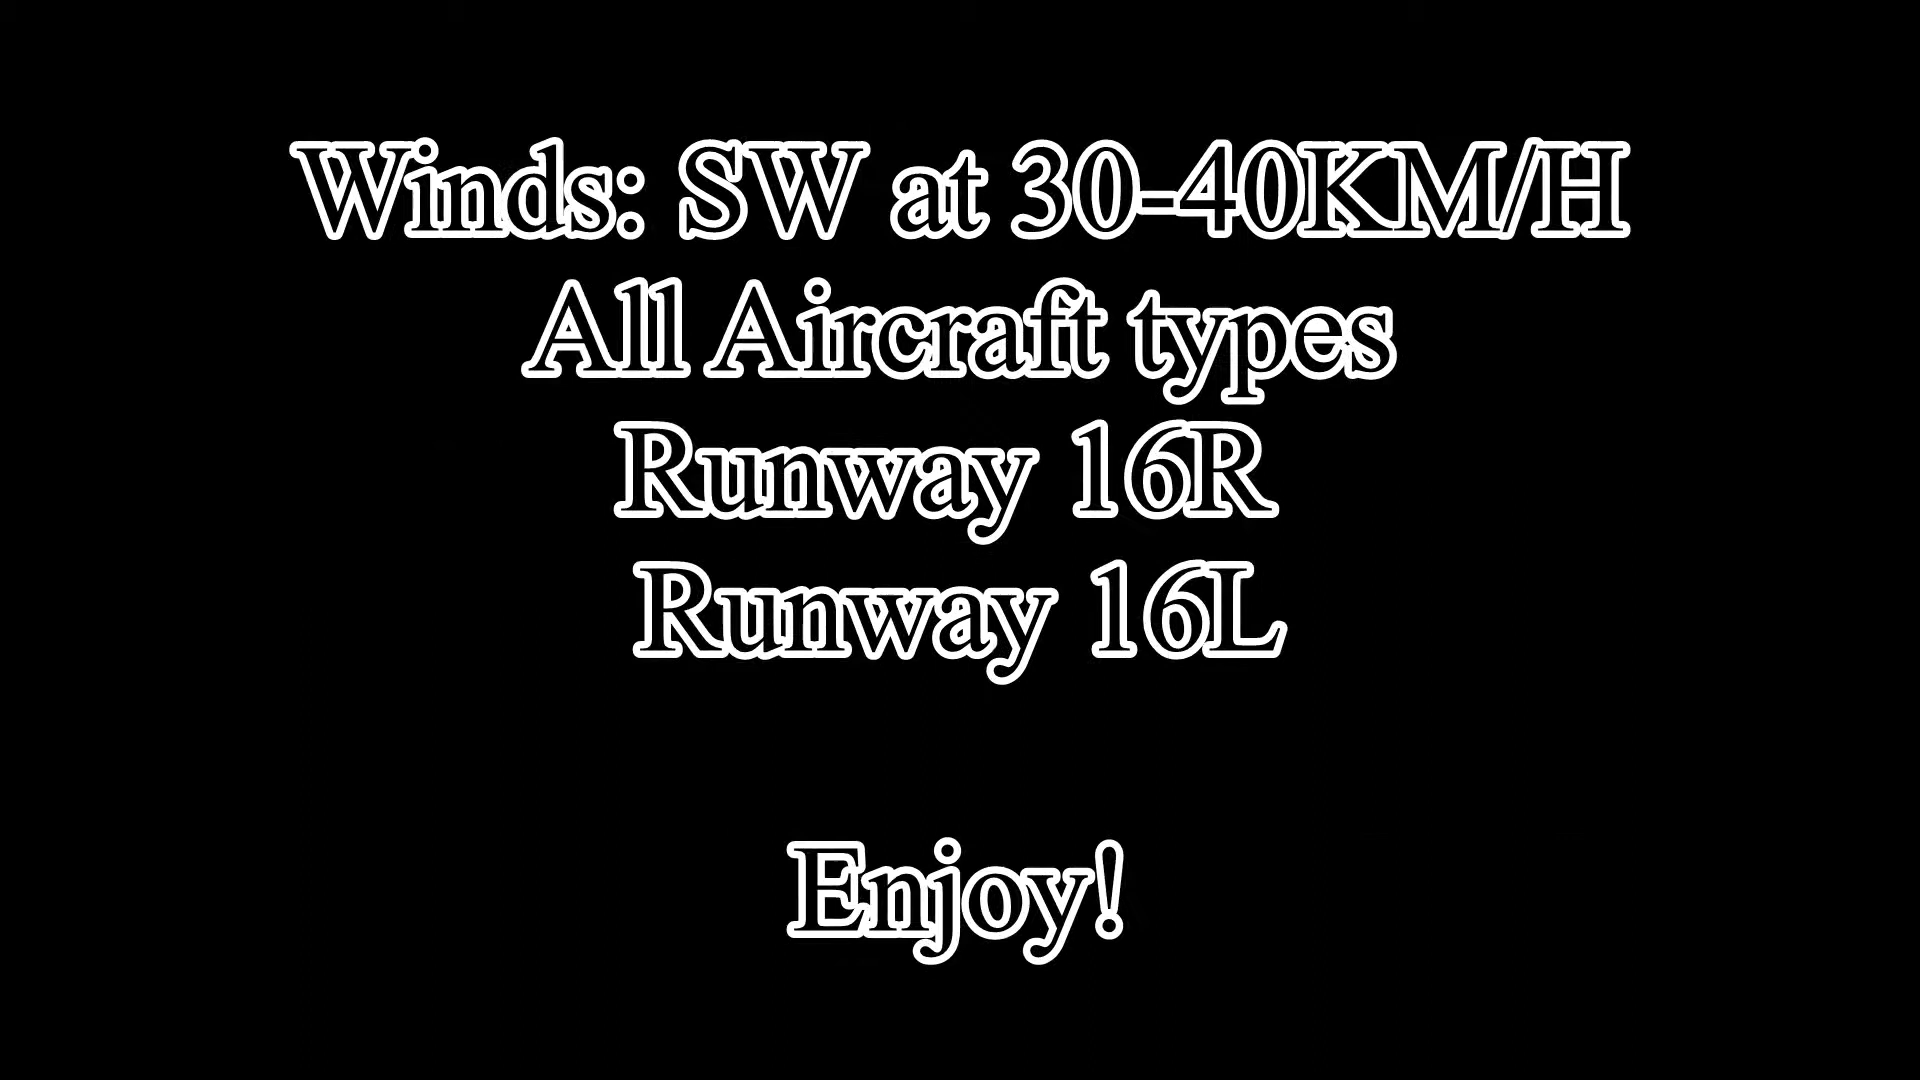 Winds: SW at 30-40KM/H
All Aircraft types
Runway 16R
Runway 16L
Enjoy!